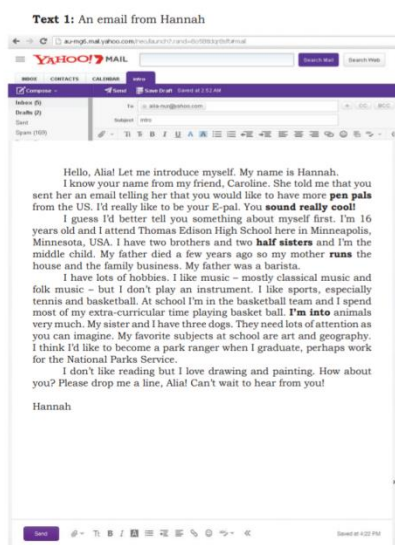 Text 1: An email from Hannah
YAHOO! MAIL
Search Mail Search Web
INBOX CONTACTS CALENDAR Intro
Compose Send Save Draft Saved at 2:52 AM
Inbox (5)
Drafts (2)
Sent
To
Subject Intro
Hello, Alia! Let me introduce myself. My name is Hannah.
I know your name from my friend, Caroline. She told me that you
sent her an email telling her that you would like to have more pen pals
from the US. I'd really like to be your E-pal. You sound really cool!
I guess I'd better tell you something about myself first. I'm 16
years old and I attend Thomas Edison High School here in Minneapolis,
Minnesota, USA. I have two brothers and two half sisters and I'm the
middle child. My father died a few years ago so my mother runs the
house and the family business. My father was a barista.
I have lots of hobbies. I like music – mostly classical music and
folk music – but I don't play an instrument. I like sports, especially
tennis and basketball. At school I'm in the basketball team and I spend
most of my extra-curricular time playing basket ball. I'm into animals
very much. My sister and I have three dogs. They need lots of attention as
you can imagine. My favorite subjects at school are art and geography.
I think I'd like to become a park ranger when I graduate, perhaps work
for the National Parks Service.
I don't like reading but I love drawing and painting. How about
you? Please drop me a line, Alia! Can't wait to hear from you!
Hannah
Send
Saved at 4:22 PM